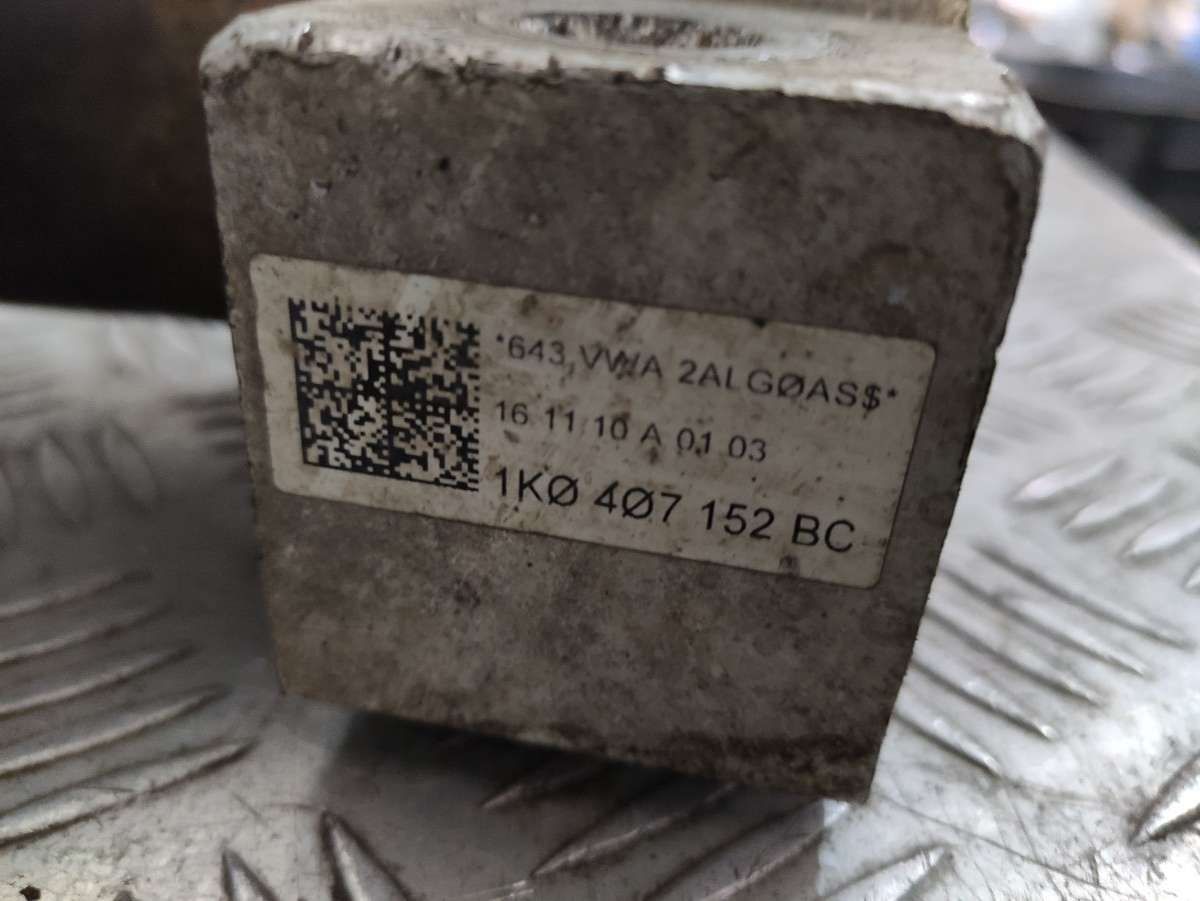 *643 VWA 2ALGØAS$*
16 11 10 A 01 03
1KØ 4Ø7 152 BC